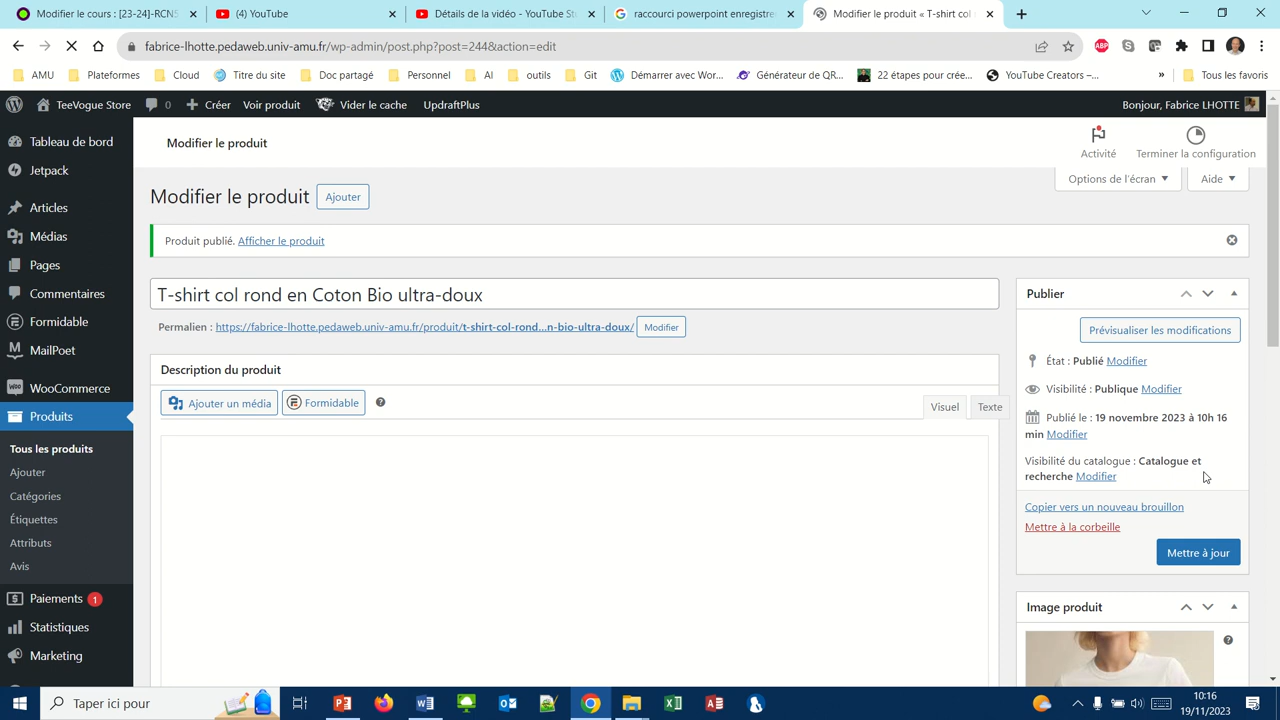 Modifier le cours : [23-24]-RCNS
(4) YouTube
Détails de la vidéo - YouTube Stu
raccourci powerpoint enregistre
Modifier le produit « T-shirt col
fabrice-lhotte.pedaweb.univ-amu.fr/wp-admin/post.php?post=244&action=edit
AMU
Plateformes
Cloud
Titre du site
Doc partagé
Personnel
AI
outils
Git
Démarrer avec Wor...
Générateur de QR...
22 étapes pour crée...
YouTube Creators –...
»
Tous les favoris
TeeVogue Store
0
Créer
Voir produit
Vider le cache
UpdraftPlus
Bonjour, Fabrice LHOTTE
Tableau de bord
Jetpack
Articles
Médias
Pages
Commentaires
Formidable
MailPoet
WooCommerce
Produits
Tous les produits
Ajouter
Catégories
Étiquettes
Attributs
Avis
Paiements 1
Statistiques
Marketing
Modifier le produit
Activité
Terminer la configuration
Options de l'écran
Aide
Modifier le produit
Ajouter
Produit publié. Afficher le produit
T-shirt col rond en Coton Bio ultra-doux
Permalien : https://fabrice-lhotte.pedaweb.univ-amu.fr/produit/t-shirt-col-rond...n-bio-ultra-doux/ Modifier
Description du produit
Ajouter un média
Formidable
Visuel
Texte
Publier
Prévisualiser les modifications
État : Publié Modifier
Visibilité : Publique Modifier
Publié le : 19 novembre 2023 à 10h 16
min Modifier
Visibilité du catalogue : Catalogue et
recherche Modifier
Copier vers un nouveau brouillon
Mettre à la corbeille
Mettre à jour
Image produit
Taper ici pour
10:16
19/11/2023